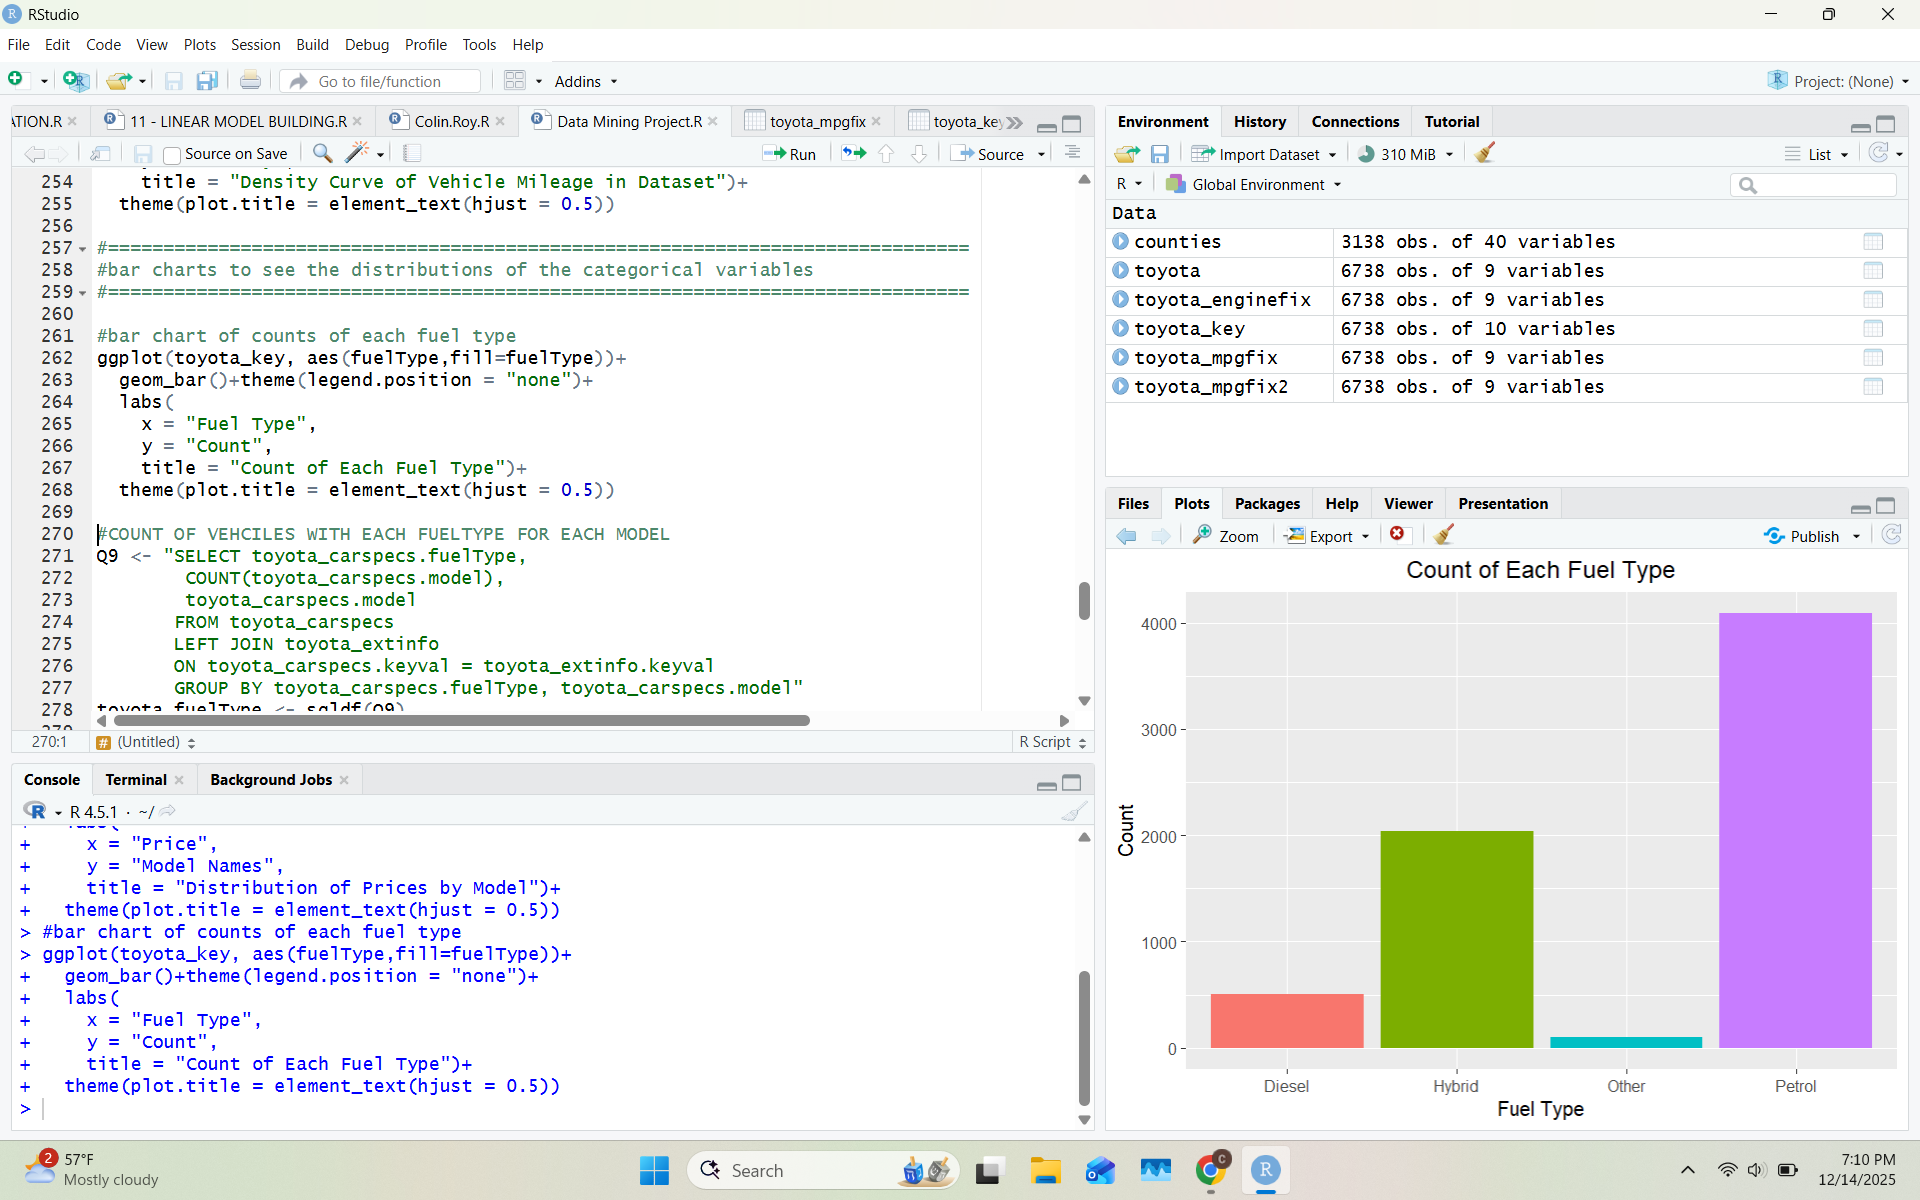 RStudio
File Edit Code View Plots Session Build Debug Profile Tools Help
Go to file/function Addins Project: (None)
ATION.R 11 - LINEAR MODEL BUILDING.R Colin.Roy.R Data Mining Project.R toyota_mpgfix toyota_key
Source on Save Run Source
254 title = "Density Curve of Vehicle Mileage in Dataset")+
255 theme(plot.title = element_text(hjust = 0.5))
256
257 #==============================================================================
258 #bar charts to see the distributions of the categorical variables
259 #==============================================================================
260
261 #bar chart of counts of each fuel type
262 ggplot(toyota_key, aes(fuelType,fill=fuelType))+
263 geom_bar()+theme(legend.position = "none")+
264 labs(
265 x = "Fuel Type",
266 y = "Count",
267 title = "Count of Each Fuel Type")+
268 theme(plot.title = element_text(hjust = 0.5))
269
270 #COUNT OF VEHCILES WITH EACH FUELTYPE FOR EACH MODEL
271 Q9 <- "SELECT toyota_carspecs.fuelType,
272 COUNT(toyota_carspecs.model),
273 toyota_carspecs.model
274 FROM toyota_carspecs
275 LEFT JOIN toyota_extinfo
276 ON toyota_carspecs.keyval = toyota_extinfo.keyval
277 GROUP BY toyota_carspecs.fuelType, toyota_carspecs.model"
278 toyota_fuelType <- sqldf(Q9)
279
270:1 # (Untitled) R Script
Console Terminal Background Jobs
R 4.5.1 · ~/
+ labs(
+ x = "Price",
+ y = "Model Names",
+ title = "Distribution of Prices by Model")+
+ theme(plot.title = element_text(hjust = 0.5))
> #bar chart of counts of each fuel type
> ggplot(toyota_key, aes(fuelType,fill=fuelType))+
+ geom_bar()+theme(legend.position = "none")+
+ labs(
+ x = "Fuel Type",
+ y = "Count",
+ title = "Count of Each Fuel Type")+
+ theme(plot.title = element_text(hjust = 0.5))
>
Environment History Connections Tutorial
Import Dataset 310 MiB List
R Global Environment
Data
counties 3138 obs. of 40 variables
toyota 6738 obs. of 9 variables
toyota_enginefix 6738 obs. of 9 variables
toyota_key 6738 obs. of 10 variables
toyota_mpgfix 6738 obs. of 9 variables
toyota_mpgfix2 6738 obs. of 9 variables
Files Plots Packages Help Viewer Presentation
Zoom Export Publish
Count of Each Fuel Type
4000
3000
2000
1000
0
Count
Diesel Hybrid Other Petrol
Fuel Type
2 57°F
Mostly cloudy
Search
C
R
7:10 PM
12/14/2025